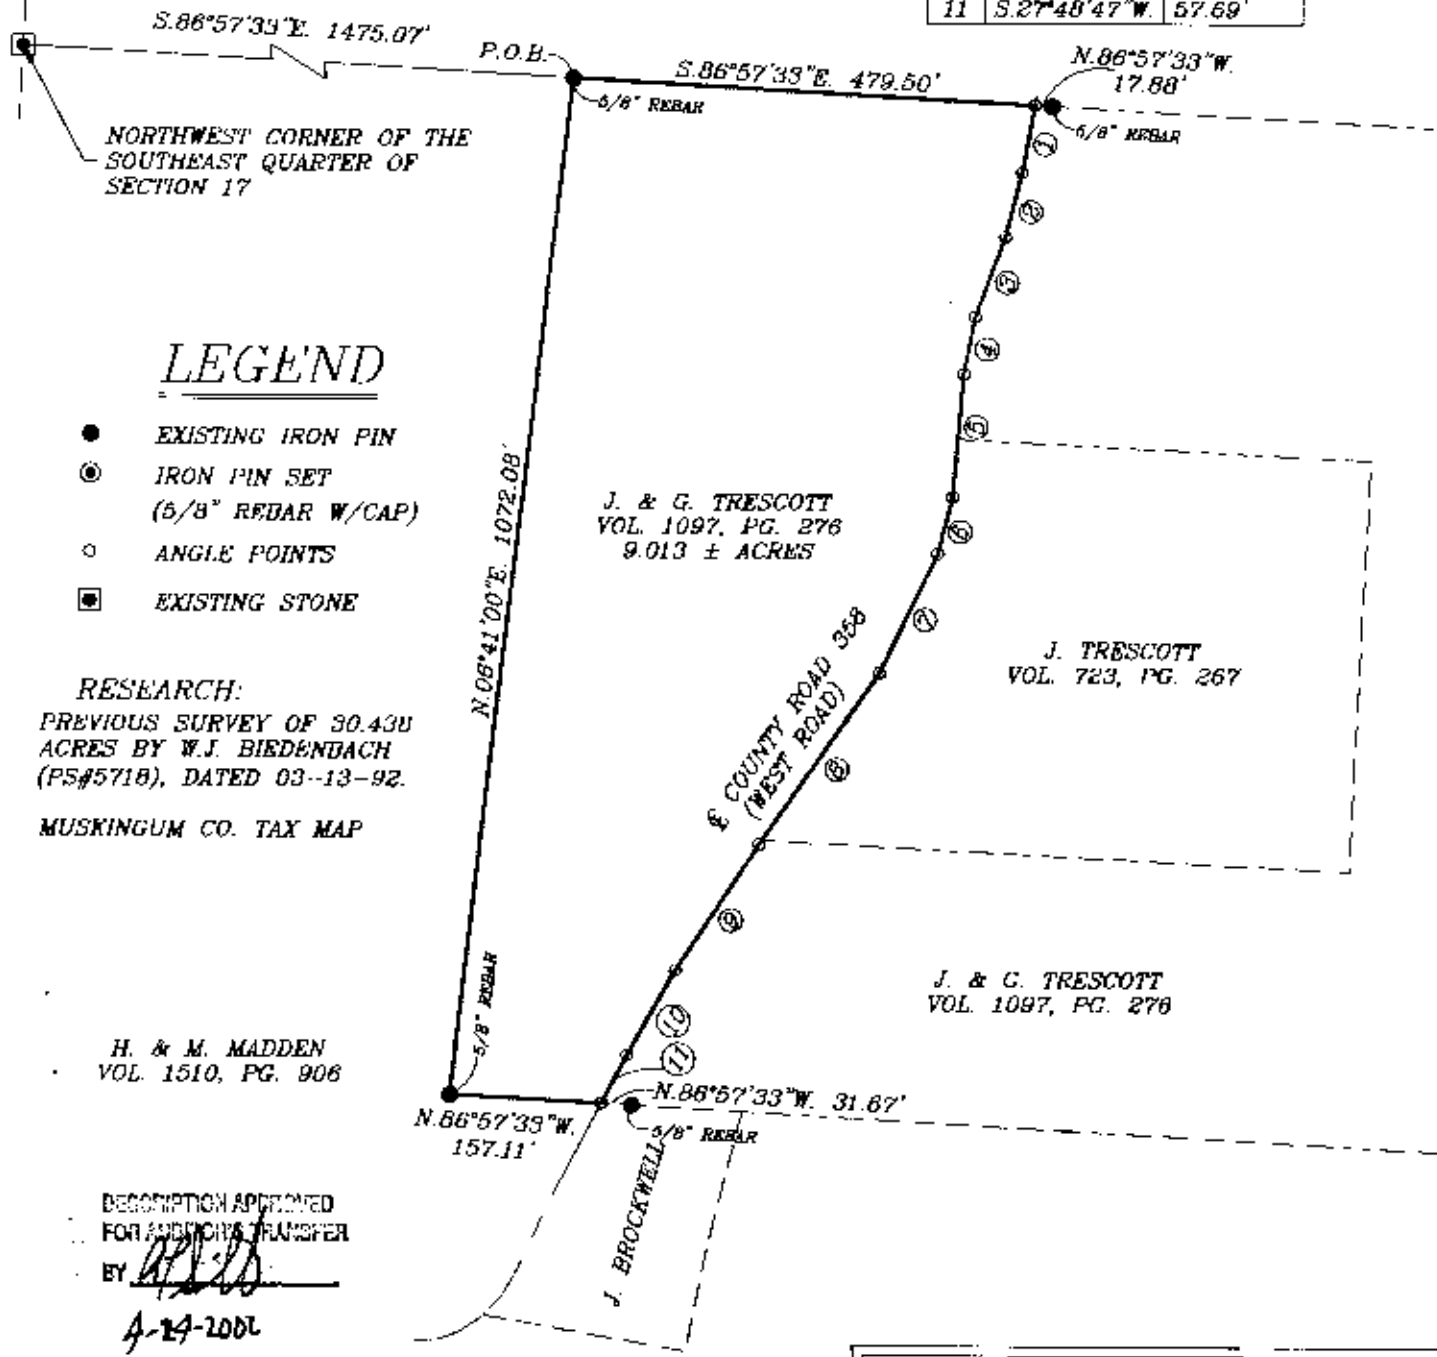 11 S.27°48'47"W. 57.69'
S.86°57'33"E. 1475.07'
P.O.B.
S.86°57'33"E. 479.50'
N.86°57'33"W.
17.88'
5/8" REBAR
5/8" REBAR
NORTHWEST CORNER OF THE
SOUTHEAST QUARTER OF
SECTION 17
1
2
3
4
5
6
7
8
9
10
11
LEGEND
EXISTING IRON PIN
IRON PIN SET
(5/8" REBAR W/CAP)
ANGLE POINTS
EXISTING STONE
N.06°41'00"E. 1072.08'
J. & G. TRESCOTT
VOL. 1097, PG. 276
9.013 ± ACRES
℄ COUNTY ROAD 358
(WEST ROAD)
J. TRESCOTT
VOL. 723, PG. 267
RESEARCH:
PREVIOUS SURVEY OF 30.430
ACRES BY W.J. BIEDENBACH
(PS#5718), DATED 03-13-92.
MUSKINGUM CO. TAX MAP
5/8" REBAR
J. & G. TRESCOTT
VOL. 1097, PG. 276
H. & M. MADDEN
VOL. 1510, PG. 906
N.86°57'33"W. 31.67'
5/8" REBAR
N.86°57'33"W.
157.11'
J. BROCKWELL
DESCRIPTION APPROVED
FOR AUDITOR'S TRANSFER
BY
4-24-2002